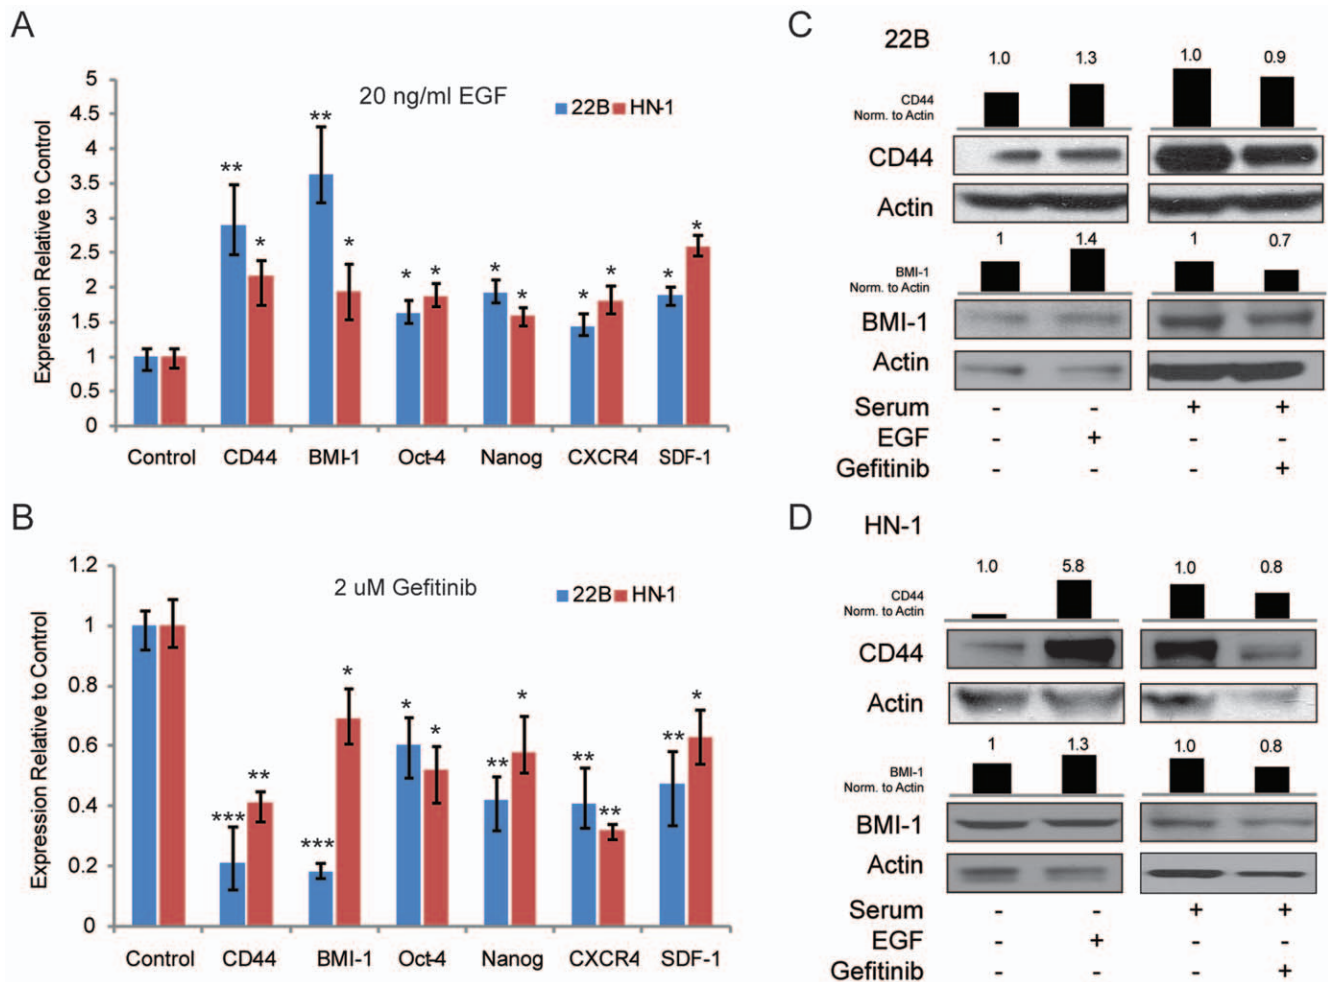 A
20 ng/ml EGF
22B HN-1
Expression Relative to Control
5
4.5
4
3.5
3
2.5
2
1.5
1
0.5
0
** * ** * * * * * * * * *
Control CD44 BMI-1 Oct-4 Nanog CXCR4 SDF-1
B
2 uM Gefitinib
22B HN-1
Expression Relative to Control
1.2
1
0.8
0.6
0.4
0.2
0
*** ** *** * * * ** * ** ** ** *
Control CD44 BMI-1 Oct-4 Nanog CXCR4 SDF-1
C
22B
1.0 1.3 1.0 0.9
CD44
Norm. to Actin
CD44
Actin
1 1.4 1 0.7
BMI-1
Norm. to Actin
BMI-1
Actin
Serum - - + +
EGF - + - -
Gefitinib - - - +
D
HN-1
1.0 5.8 1.0 0.8
CD44
Norm. to Actin
CD44
Actin
1 1.3 1.0 0.8
BMI-1
Norm. to Actin
BMI-1
Actin
Serum - - + +
EGF - + - -
Gefitinib - - - +